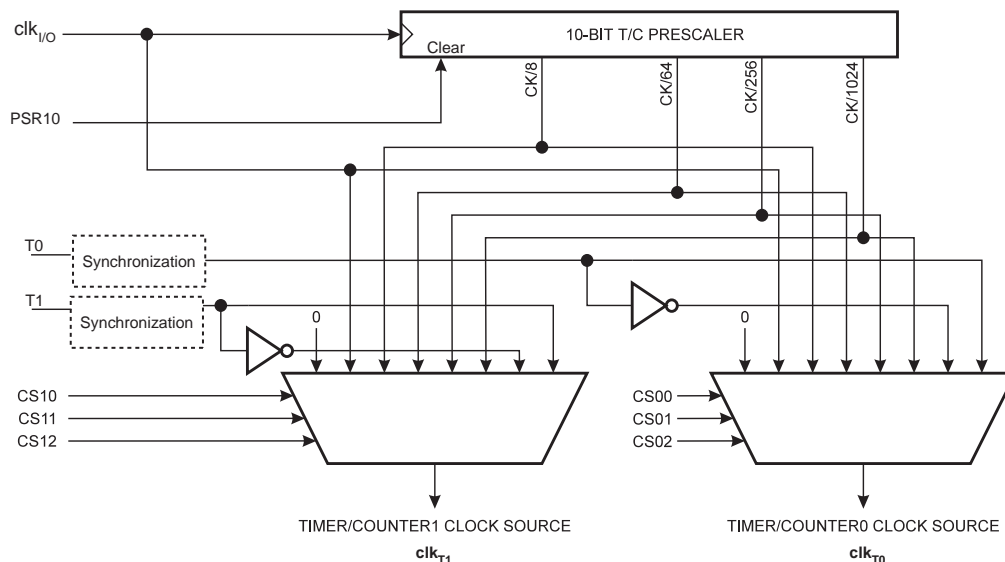 clkI/O
10-BIT T/C PRESCALER
Clear
PSR10
CK/8
CK/64
CK/256
CK/1024
T0
Synchronization
T1
Synchronization
0
0
CS10
CS11
CS12
CS00
CS01
CS02
TIMER/COUNTER1 CLOCK SOURCE
clkT1
TIMER/COUNTER0 CLOCK SOURCE
clkT0